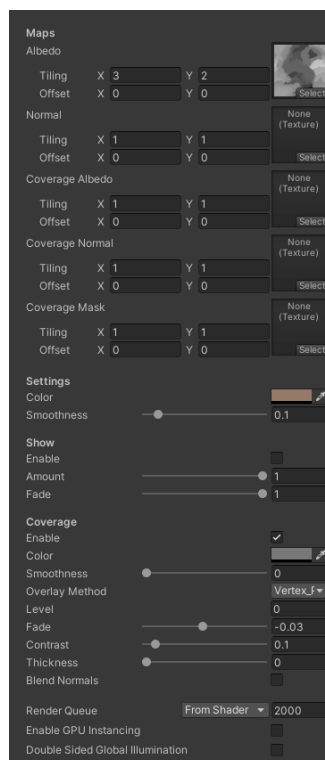 Maps
Albedo
Tiling X 3 Y 2
Offset X 0 Y 0 Select
Normal None
(Texture)
Tiling X 1 Y 1
Offset X 0 Y 0 Select
Coverage Albedo None
(Texture)
Tiling X 1 Y 1
Offset X 0 Y 0 Select
Coverage Normal None
(Texture)
Tiling X 1 Y 1
Offset X 0 Y 0 Select
Coverage Mask None
(Texture)
Tiling X 1 Y 1
Offset X 0 Y 0 Select
Settings
Color
Smoothness 0.1
Show
Enable
Amount 1
Fade 1
Coverage
Enable
Color
Smoothness 0
Overlay Method
Level 0
Fade -0.03
Contrast 0.1
Thickness 0
Blend Normals
Render Queue From Shader 2000
Enable GPU Instancing
Double Sided Global Illumination